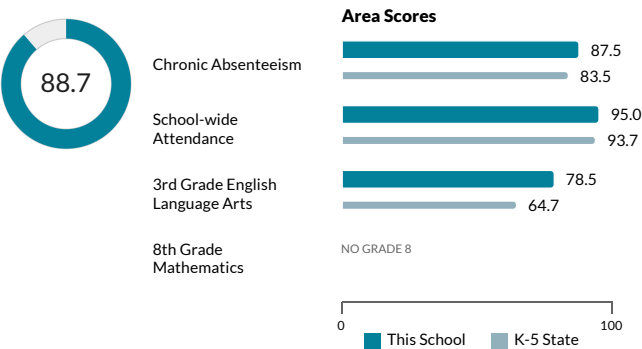 Area Scores
88.7
Chronic Absenteeism
87.5
83.5
School-wide
Attendance
95.0
93.7
3rd Grade English
Language Arts
78.5
64.7
8th Grade
Mathematics
NO GRADE 8
0
100
This School
K-5 State